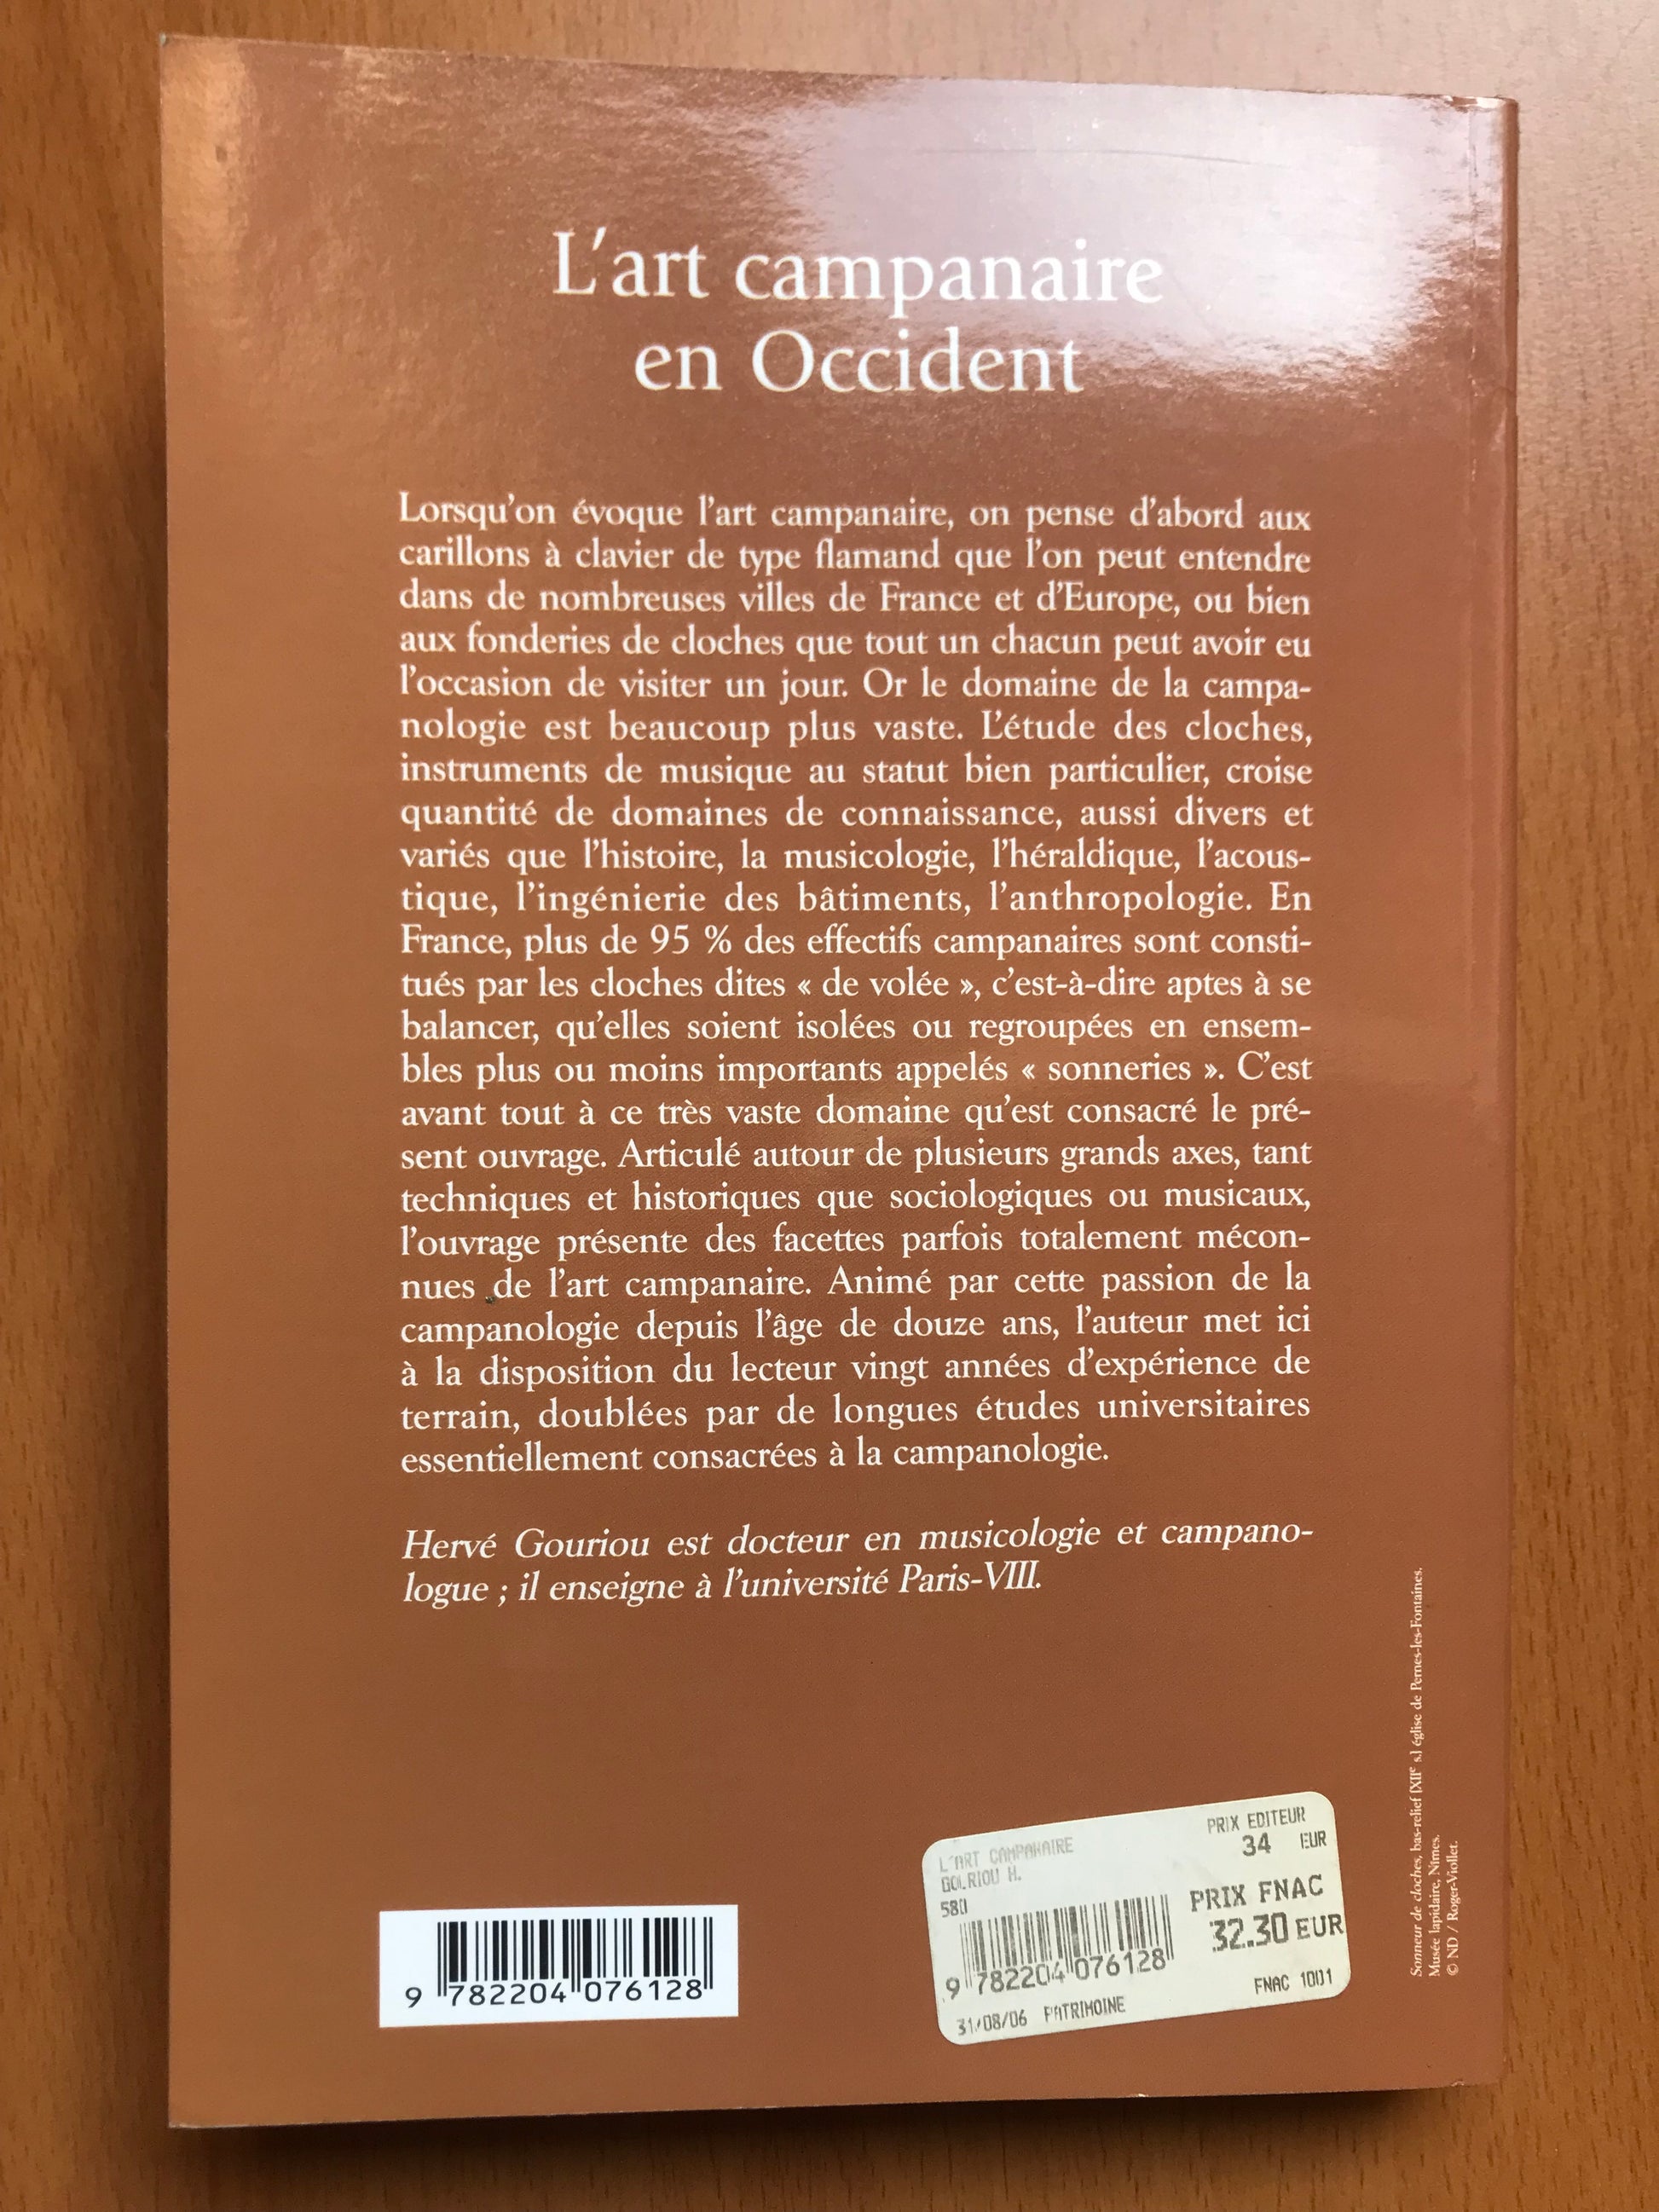 L'art campanaire
en Occident
Lorsqu'on évoque l'art campanaire, on pense d'abord aux
carillons à clavier de type flamand que l'on peut entendre
dans de nombreuses villes de France et d'Europe, ou bien
aux fonderies de cloches que tout un chacun peut avoir eu
l'occasion de visiter un jour. Or le domaine de la campa-
nologie est beaucoup plus vaste. L'étude des cloches,
instruments de musique au statut bien particulier, croise
quantité de domaines de connaissance, aussi divers et
variés que l'histoire, la musicologie, l'héraldique, l'acous-
tique, l'ingénierie des bâtiments, l'anthropologie. En
France, plus de 95 % des effectifs campanaires sont consti-
tués par les cloches dites « de volée », c'est-à-dire aptes à se
balancer, qu'elles soient isolées ou regroupées en ensem-
bles plus ou moins importants appelés « sonneries ». C'est
avant tout à ce très vaste domaine qu'est consacré le pré-
sent ouvrage. Articulé autour de plusieurs grands axes, tant
techniques et historiques que sociologiques ou musicaux,
l'ouvrage présente des facettes parfois totalement mécon-
nues de l'art campanaire. Animé par cette passion de la
campanologie depuis l'âge de douze ans, l'auteur met ici
à la disposition du lecteur vingt années d'expérience de
terrain, doublées par de longues études universitaires
essentiellement consacrées à la campanologie.
Hervé Gouriou est docteur en musicologie et campano-
logue ; il enseigne à l'université Paris-VIII.
Sonneur de cloches, bas-relief [XIIe s.] église de Pernes-les-Fontaines.
Musée lapidaire, Nîmes.
© ND / Roger-Viollet.
9 782204 076128
L'ART CAMPANAIRE
GOURIOU H.
580
PRIX EDITEUR
34 EUR
PRIX FNAC
32.30 EUR
9 782204 076128
FNAC 1001
31/08/06 PATRIMOINE